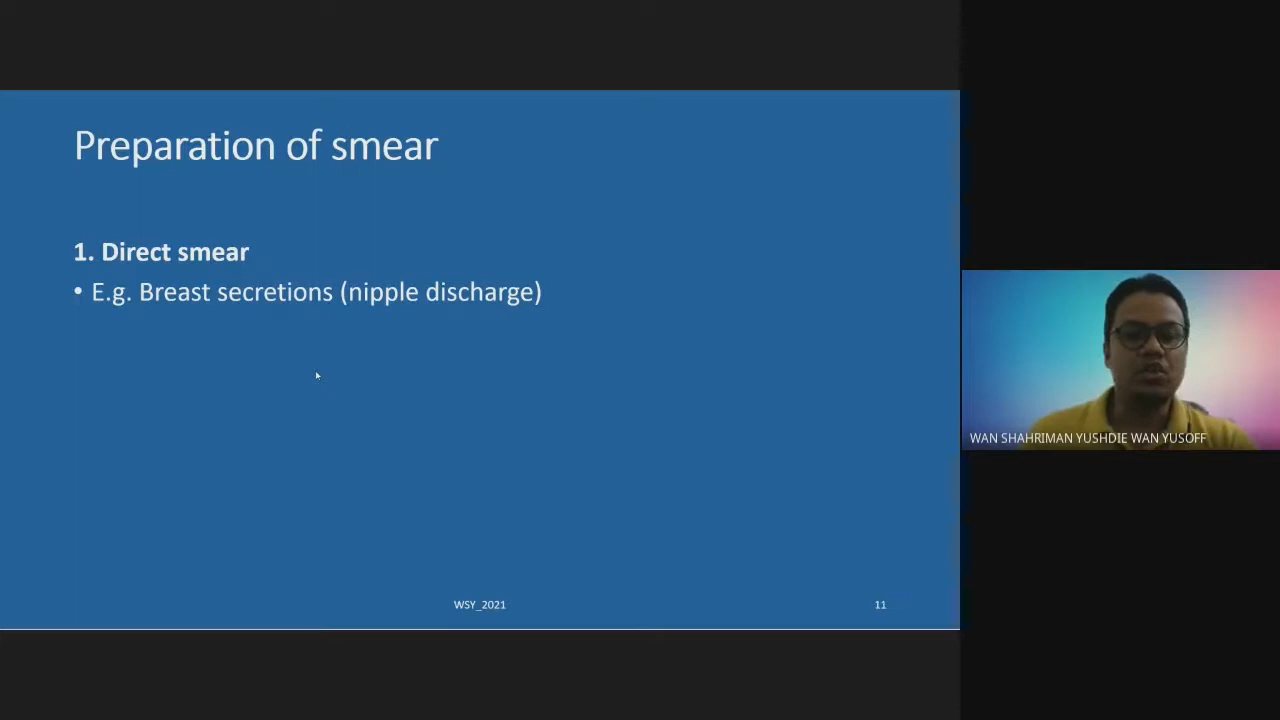 Preparation of smear
1. Direct smear
• E.g. Breast secretions (nipple discharge)
WSY_2021
11
WAN SHAHRIMAN YUSHDIE WAN YUSOFF